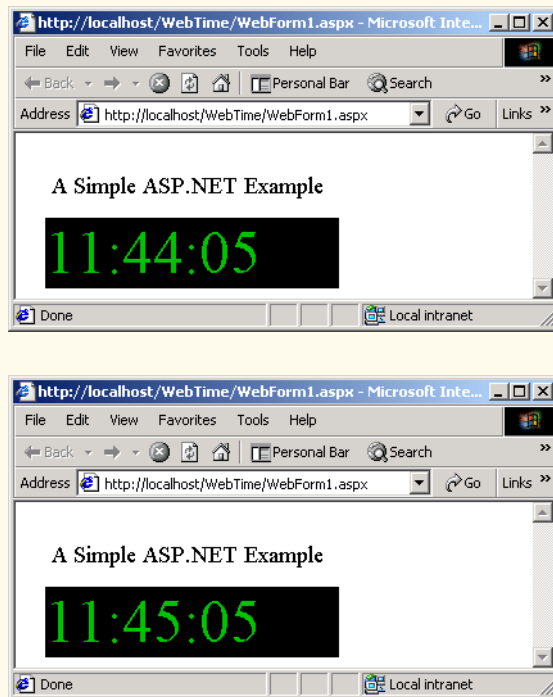 http://localhost/WebTime/WebForm1.aspx - Microsoft Inte...
File Edit View Favorites Tools Help
Back Personal Bar Search »
Address http://localhost/WebTime/WebForm1.aspx Go Links »
A Simple ASP.NET Example
11:44:05
Done Local intranet
http://localhost/WebTime/WebForm1.aspx - Microsoft Inte...
File Edit View Favorites Tools Help
Back Personal Bar Search »
Address http://localhost/WebTime/WebForm1.aspx Go Links »
A Simple ASP.NET Example
11:45:05
Done Local intranet